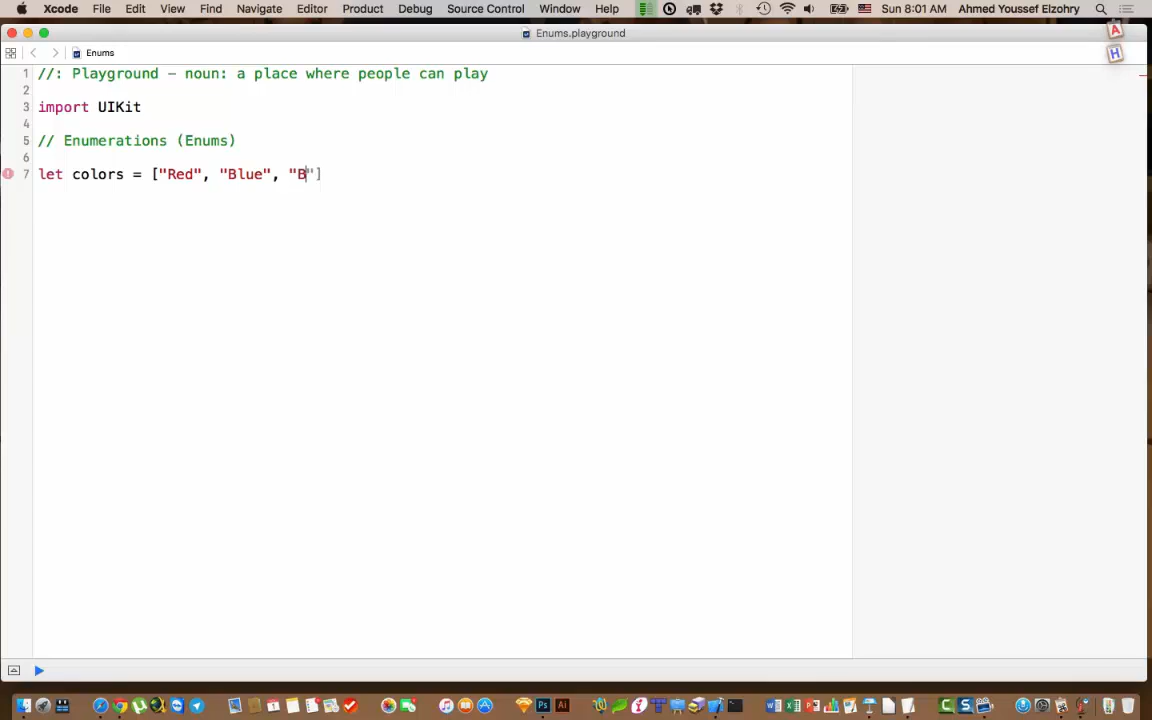 Xcode File Edit View Find Navigate Editor Product Debug Source Control Window Help Sun 8:01 AM Ahmed Youssef Elzohry
Enums.playground
A
Enums
H
1 //: Playground – noun: a place where people can play
2
3 import UIKit
4
5 // Enumerations (Enums)
6
7 let colors = ["Red", "Blue", "B"]